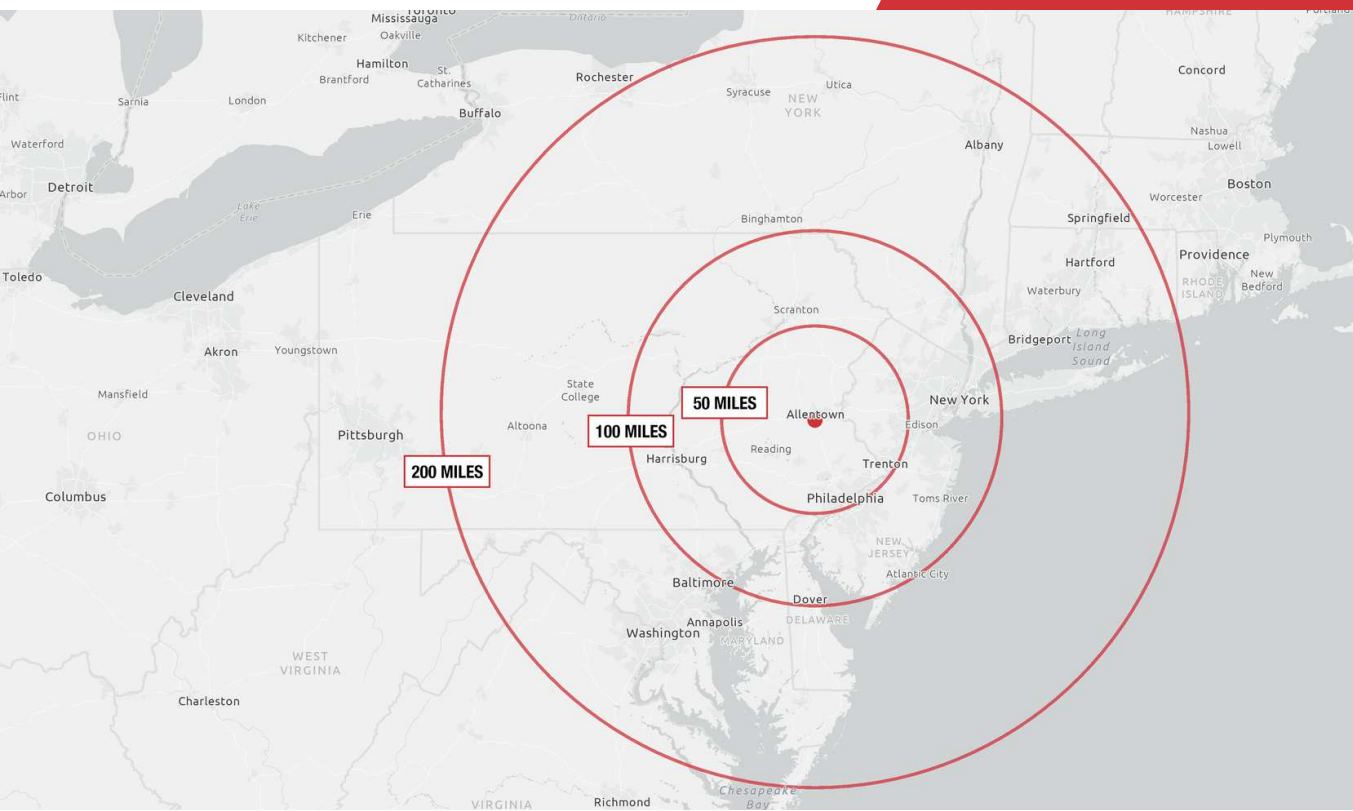 Toronto
Mississauga
Ontario
HAMPSHIRE
Portland
Kitchener
Oakville
Hamilton
St.
Catharines
Brantford
Rochester
Concord
Flint
Sarnia
London
Syracuse
Utica
NEW
YORK
Buffalo
Nashua
Lowell
Waterford
Albany
Arbor
Detroit
Boston
Worcester
Lake
Erie
Erie
Binghamton
Springfield
Plymouth
Toledo
Hartford
Providence
New
Bedford
RHODE
ISLAND
Waterbury
Cleveland
Scranton
Akron
Youngstown
Bridgeport
Long
Island
Sound
Mansfield
State
College
50 MILES
New York
Allentown
Altoona
100 MILES
Edison
OHIO
Pittsburgh
Reading
Harrisburg
Trenton
200 MILES
Columbus
Philadelphia
Toms River
NEW
JERSEY
Baltimore
Atlantic City
Dover
DELAWARE
Annapolis
Washington
MARYLAND
WEST
VIRGINIA
Charleston
Chesapeake
Bay
VIRGINIA
Richmond